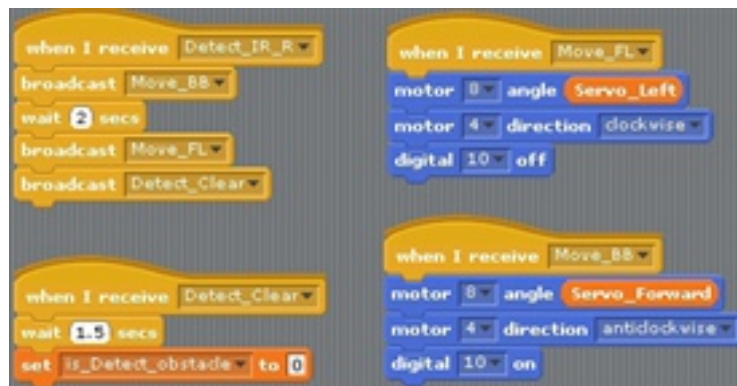 when I receive Detect_IR_R
broadcast Move_BB
wait 2 secs
broadcast Move_FL
broadcast Detect_Clear
when I receive Detect_Clear
wait 1.5 secs
set is_Detect_obstacle to 0
when I receive Move_FL
motor 8 angle Servo_Left
motor 4 direction clockwise
digital 10 off
when I receive Move_BB
motor 8 angle Servo_Forward
motor 4 direction anticlockwise
digital 10 on